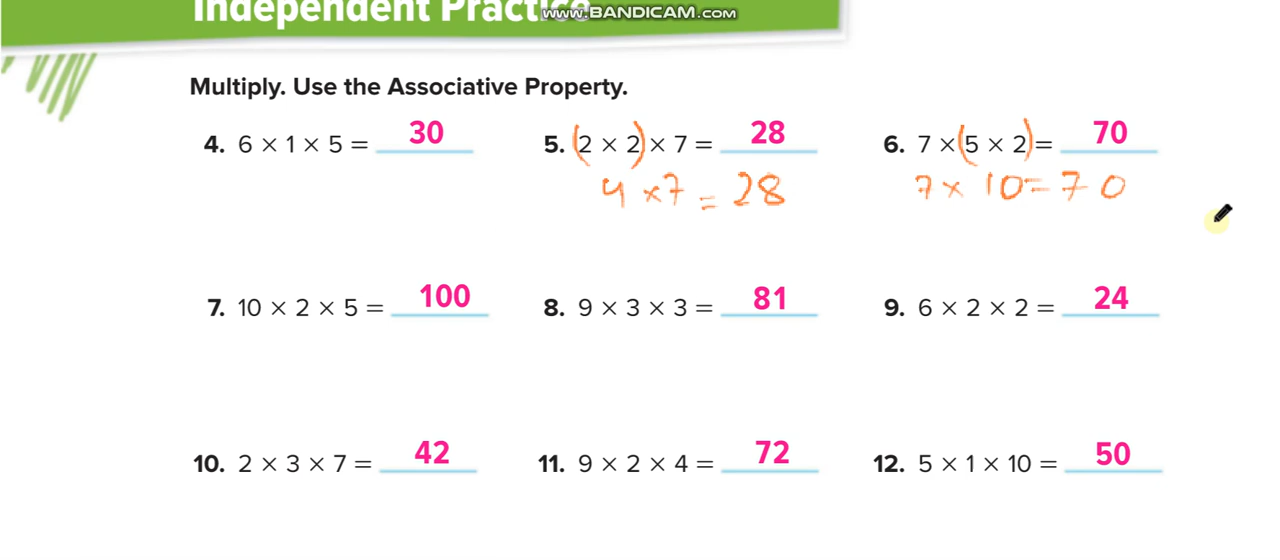 Independent Practice
www.BANDICAM.com
Multiply. Use the Associative Property.
4. 6 × 1 × 5 = 30
5. (2 × 2) × 7 = 28
6. 7 × (5 × 2) = 70
4 × 7 = 28
7 × 10 = 70
7. 10 × 2 × 5 = 100
8. 9 × 3 × 3 = 81
9. 6 × 2 × 2 = 24
10. 2 × 3 × 7 = 42
11. 9 × 2 × 4 = 72
12. 5 × 1 × 10 = 50